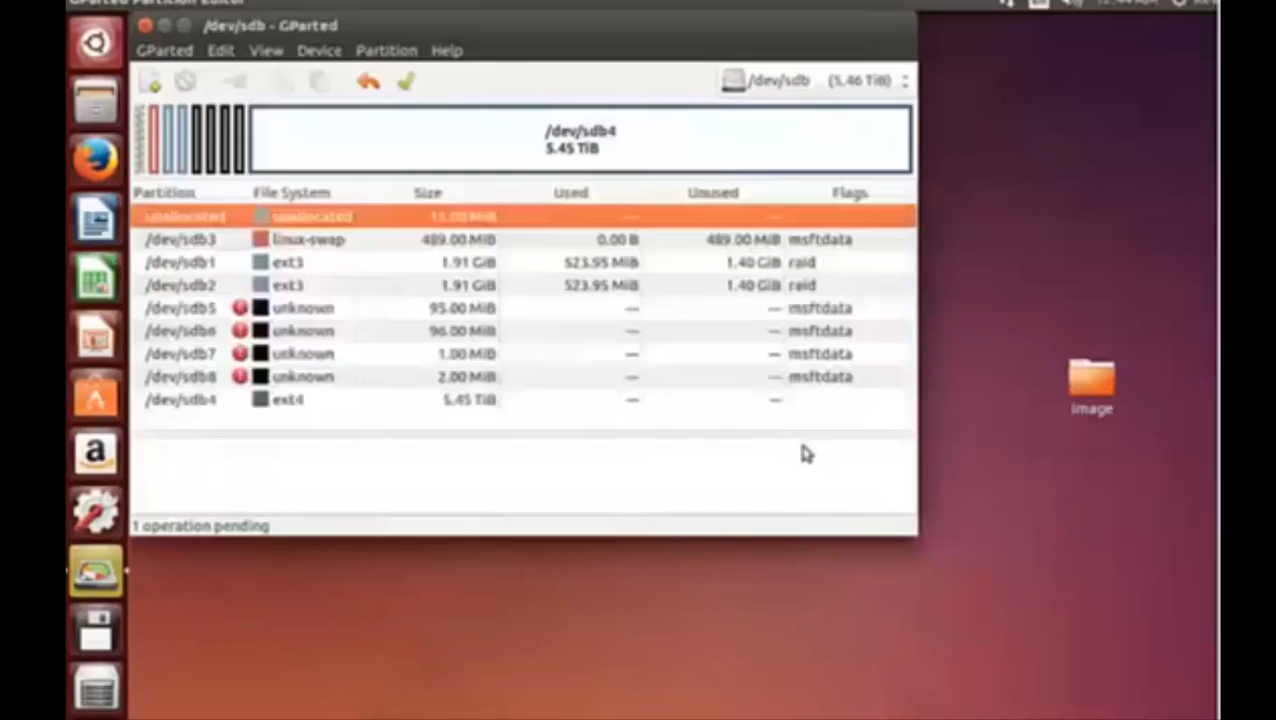 GParted Partition Editor
/dev/sdb - GParted
GParted Edit View Device Partition Help
/dev/sdb (5.46 TiB)
/dev/sdb4
5.45 TiB
Partition File System Size Used Unused Flags
unallocated unallocated MiB — —
/dev/sdb3 linux-swap 489.00 MiB 0.00 B 489.00 MiB msftdata
/dev/sdb1 ext3 1.91 GiB 523.95 MiB 1.40 GiB raid
/dev/sdb2 ext3 1.91 GiB 523.95 MiB 1.40 GiB raid
/dev/sdb5 unknown 95.00 MiB — — msftdata
/dev/sdb6 unknown 96.00 MiB — — msftdata
/dev/sdb7 unknown 1.00 MiB — — msftdata
/dev/sdb8 unknown 2.00 MiB — — msftdata
/dev/sdb4 ext4 5.45 TiB — —
1 operation pending
image